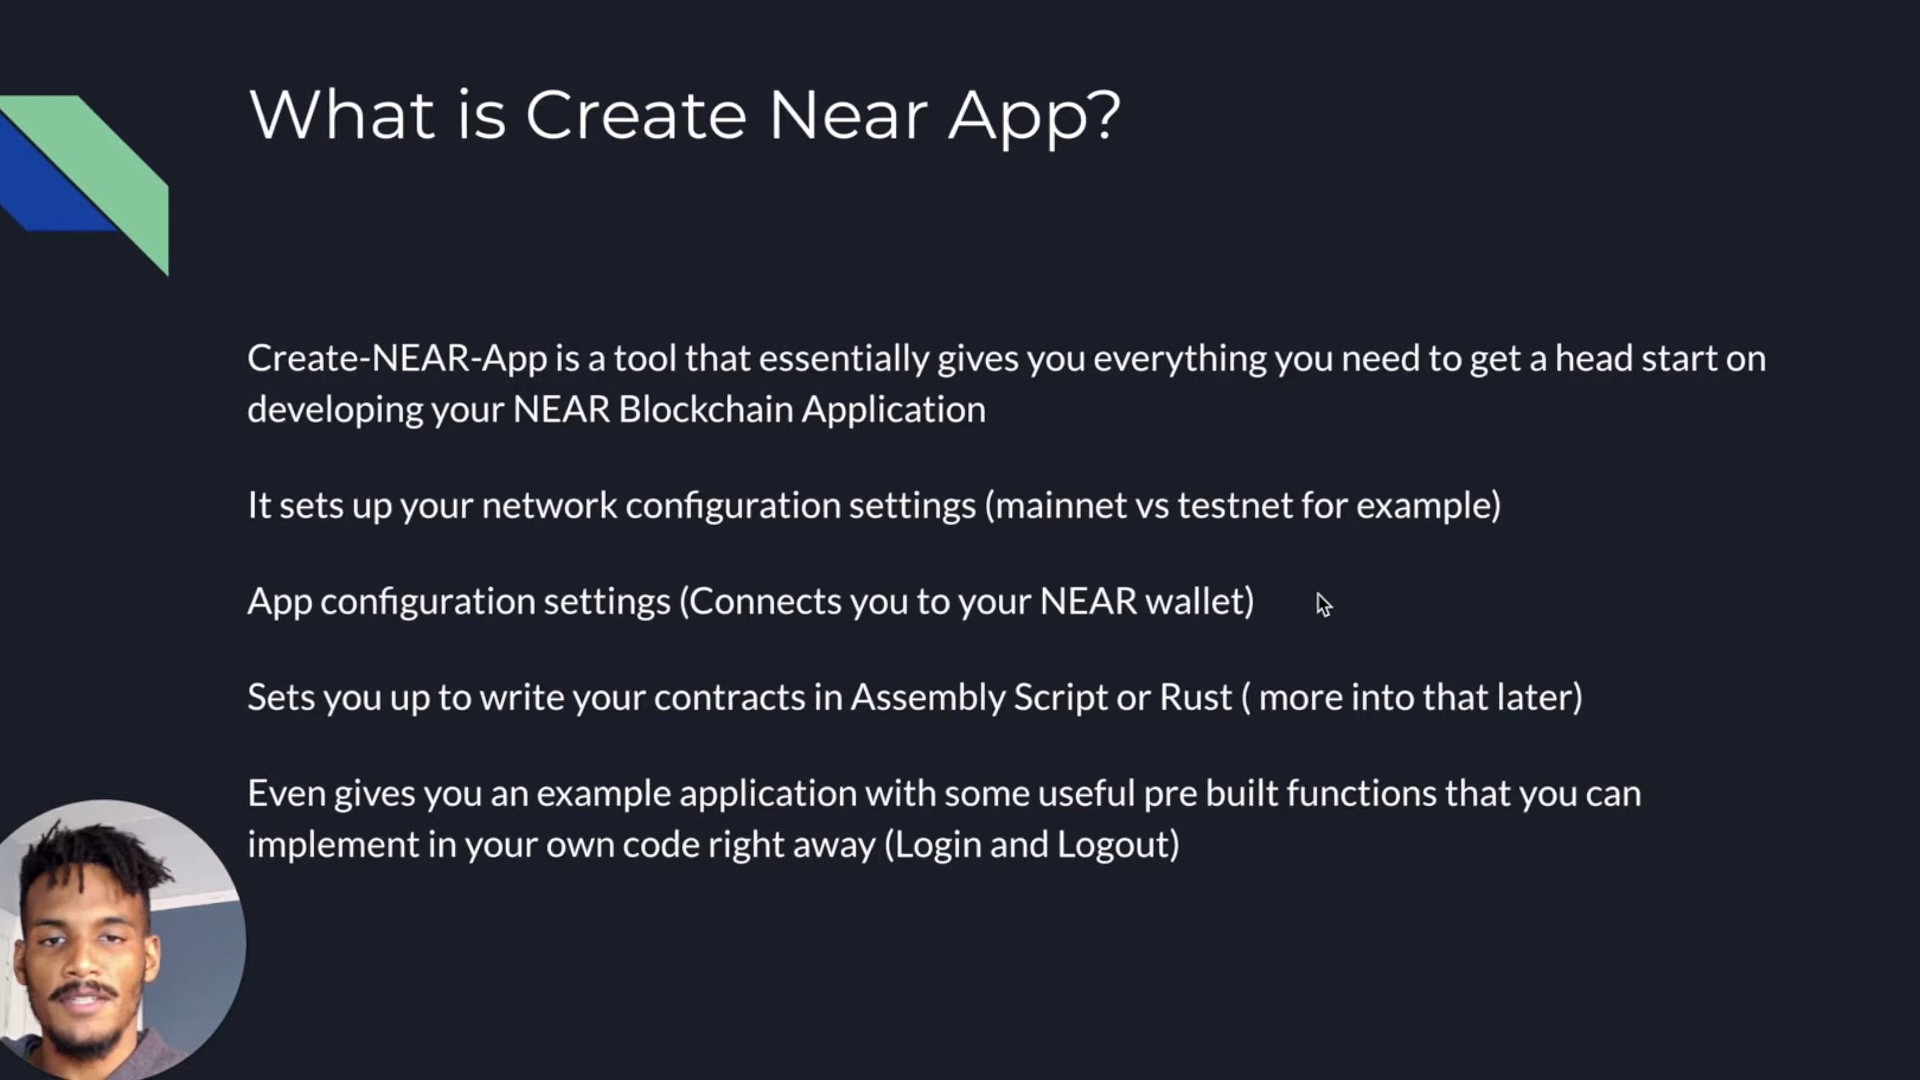 What is Create Near App?
Create-NEAR-App is a tool that essentially gives you everything you need to get a head start on
developing your NEAR Blockchain Application
It sets up your network configuration settings (mainnet vs testnet for example)
App configuration settings (Connects you to your NEAR wallet)
Sets you up to write your contracts in Assembly Script or Rust ( more into that later)
Even gives you an example application with some useful pre built functions that you can
implement in your own code right away (Login and Logout)